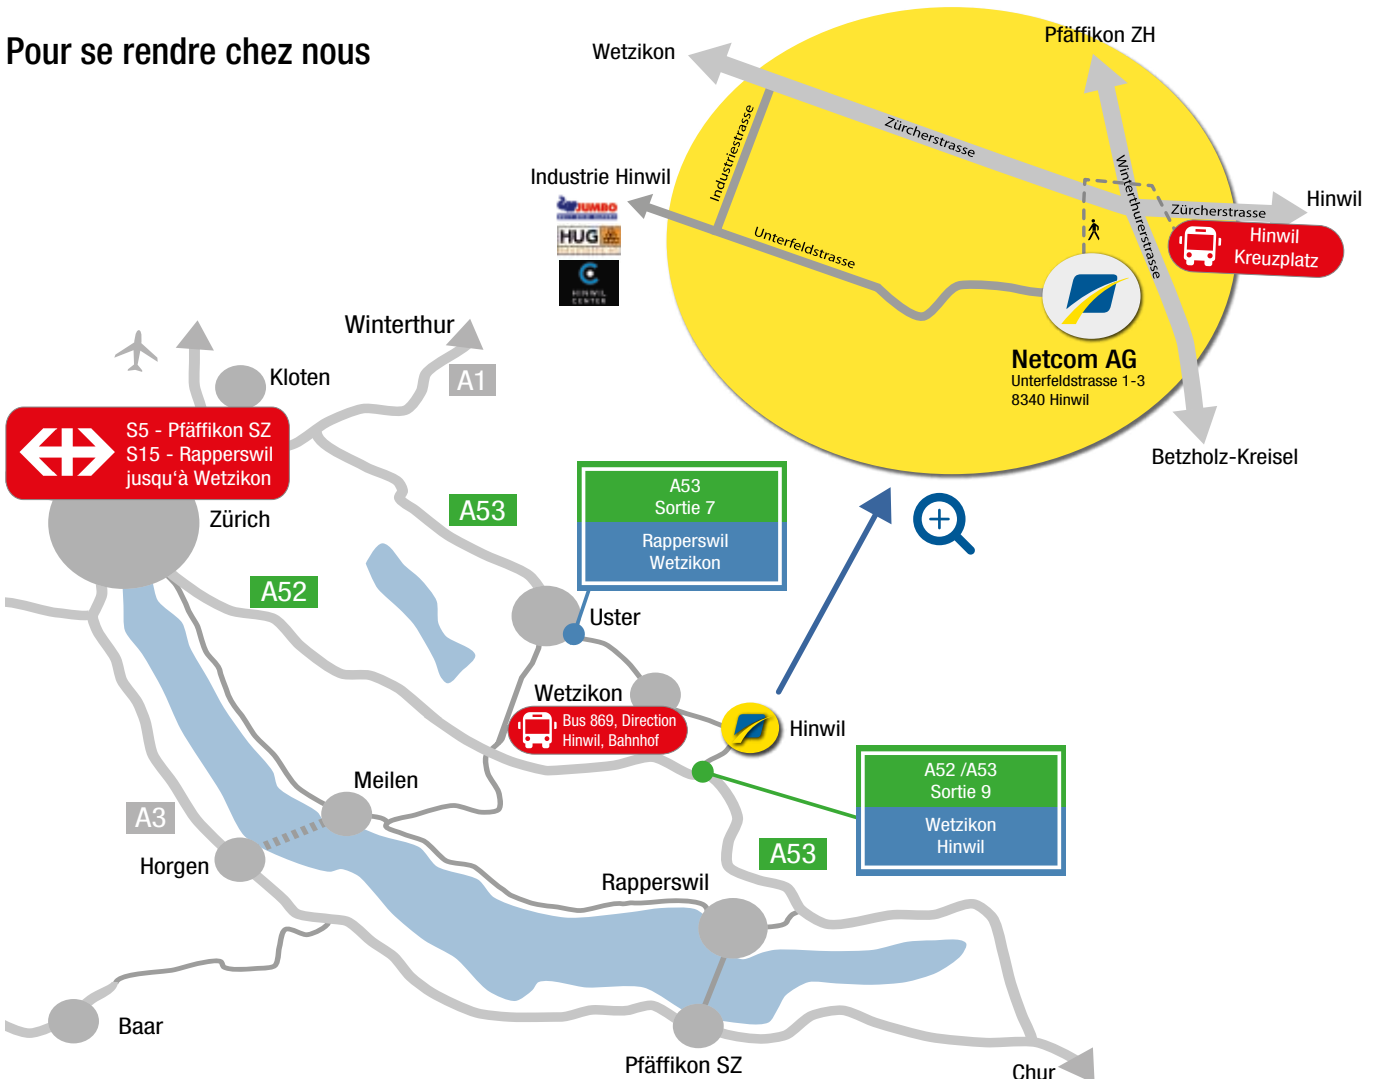 Pour se rendre chez nous
Wetzikon
Pfäffikon ZH
Zürcherstrasse
Industriestrasse
Winterthurerstrasse
Industrie Hinwil
JUMBO
HUG
HINWIL
CENTER
Unterfeldstrasse
Zürcherstrasse
Hinwil
Hinwil
Kreuzplatz
Netcom AG
Unterfeldstrasse 1-3
8340 Hinwil
Betzholz-Kreisel
Winterthur
Kloten
A1
S5 - Pfäffikon SZ
S15 - Rapperswil
jusqu‘à Wetzikon
Zürich
A53
A53
Sortie 7
Rapperswil
Wetzikon
A52
Uster
Wetzikon
Bus 869, Direction
Hinwil, Bahnhof
Hinwil
A52 /A53
Sortie 9
Wetzikon
Hinwil
Meilen
A3
Horgen
A53
Rapperswil
Baar
Pfäffikon SZ
Chur